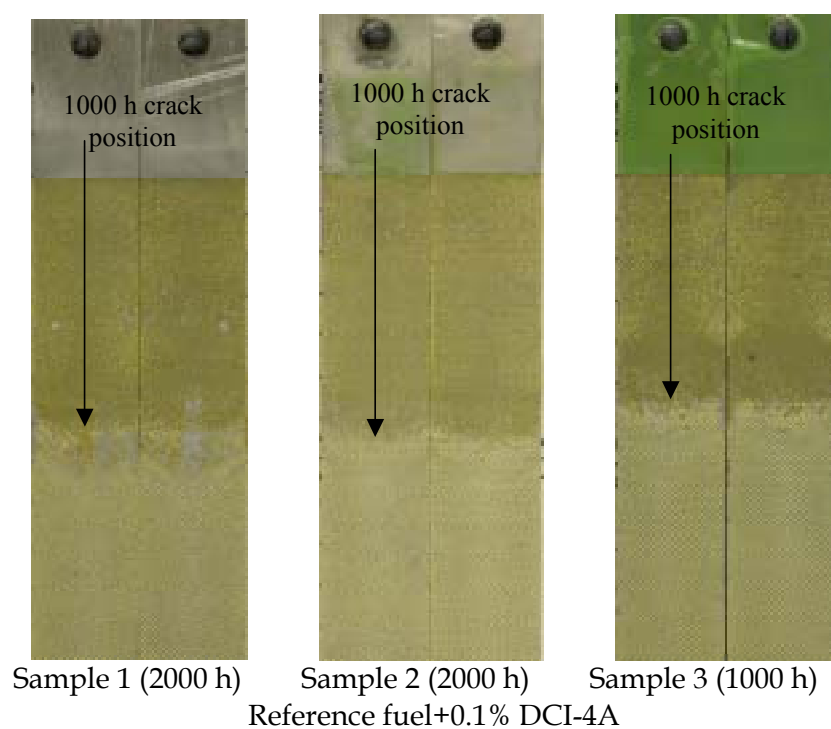 1000 h crack
position
1000 h crack
position
1000 h crack
position
Sample 1 (2000 h)
Sample 2 (2000 h)
Sample 3 (1000 h)
Reference fuel+0.1% DCI-4A